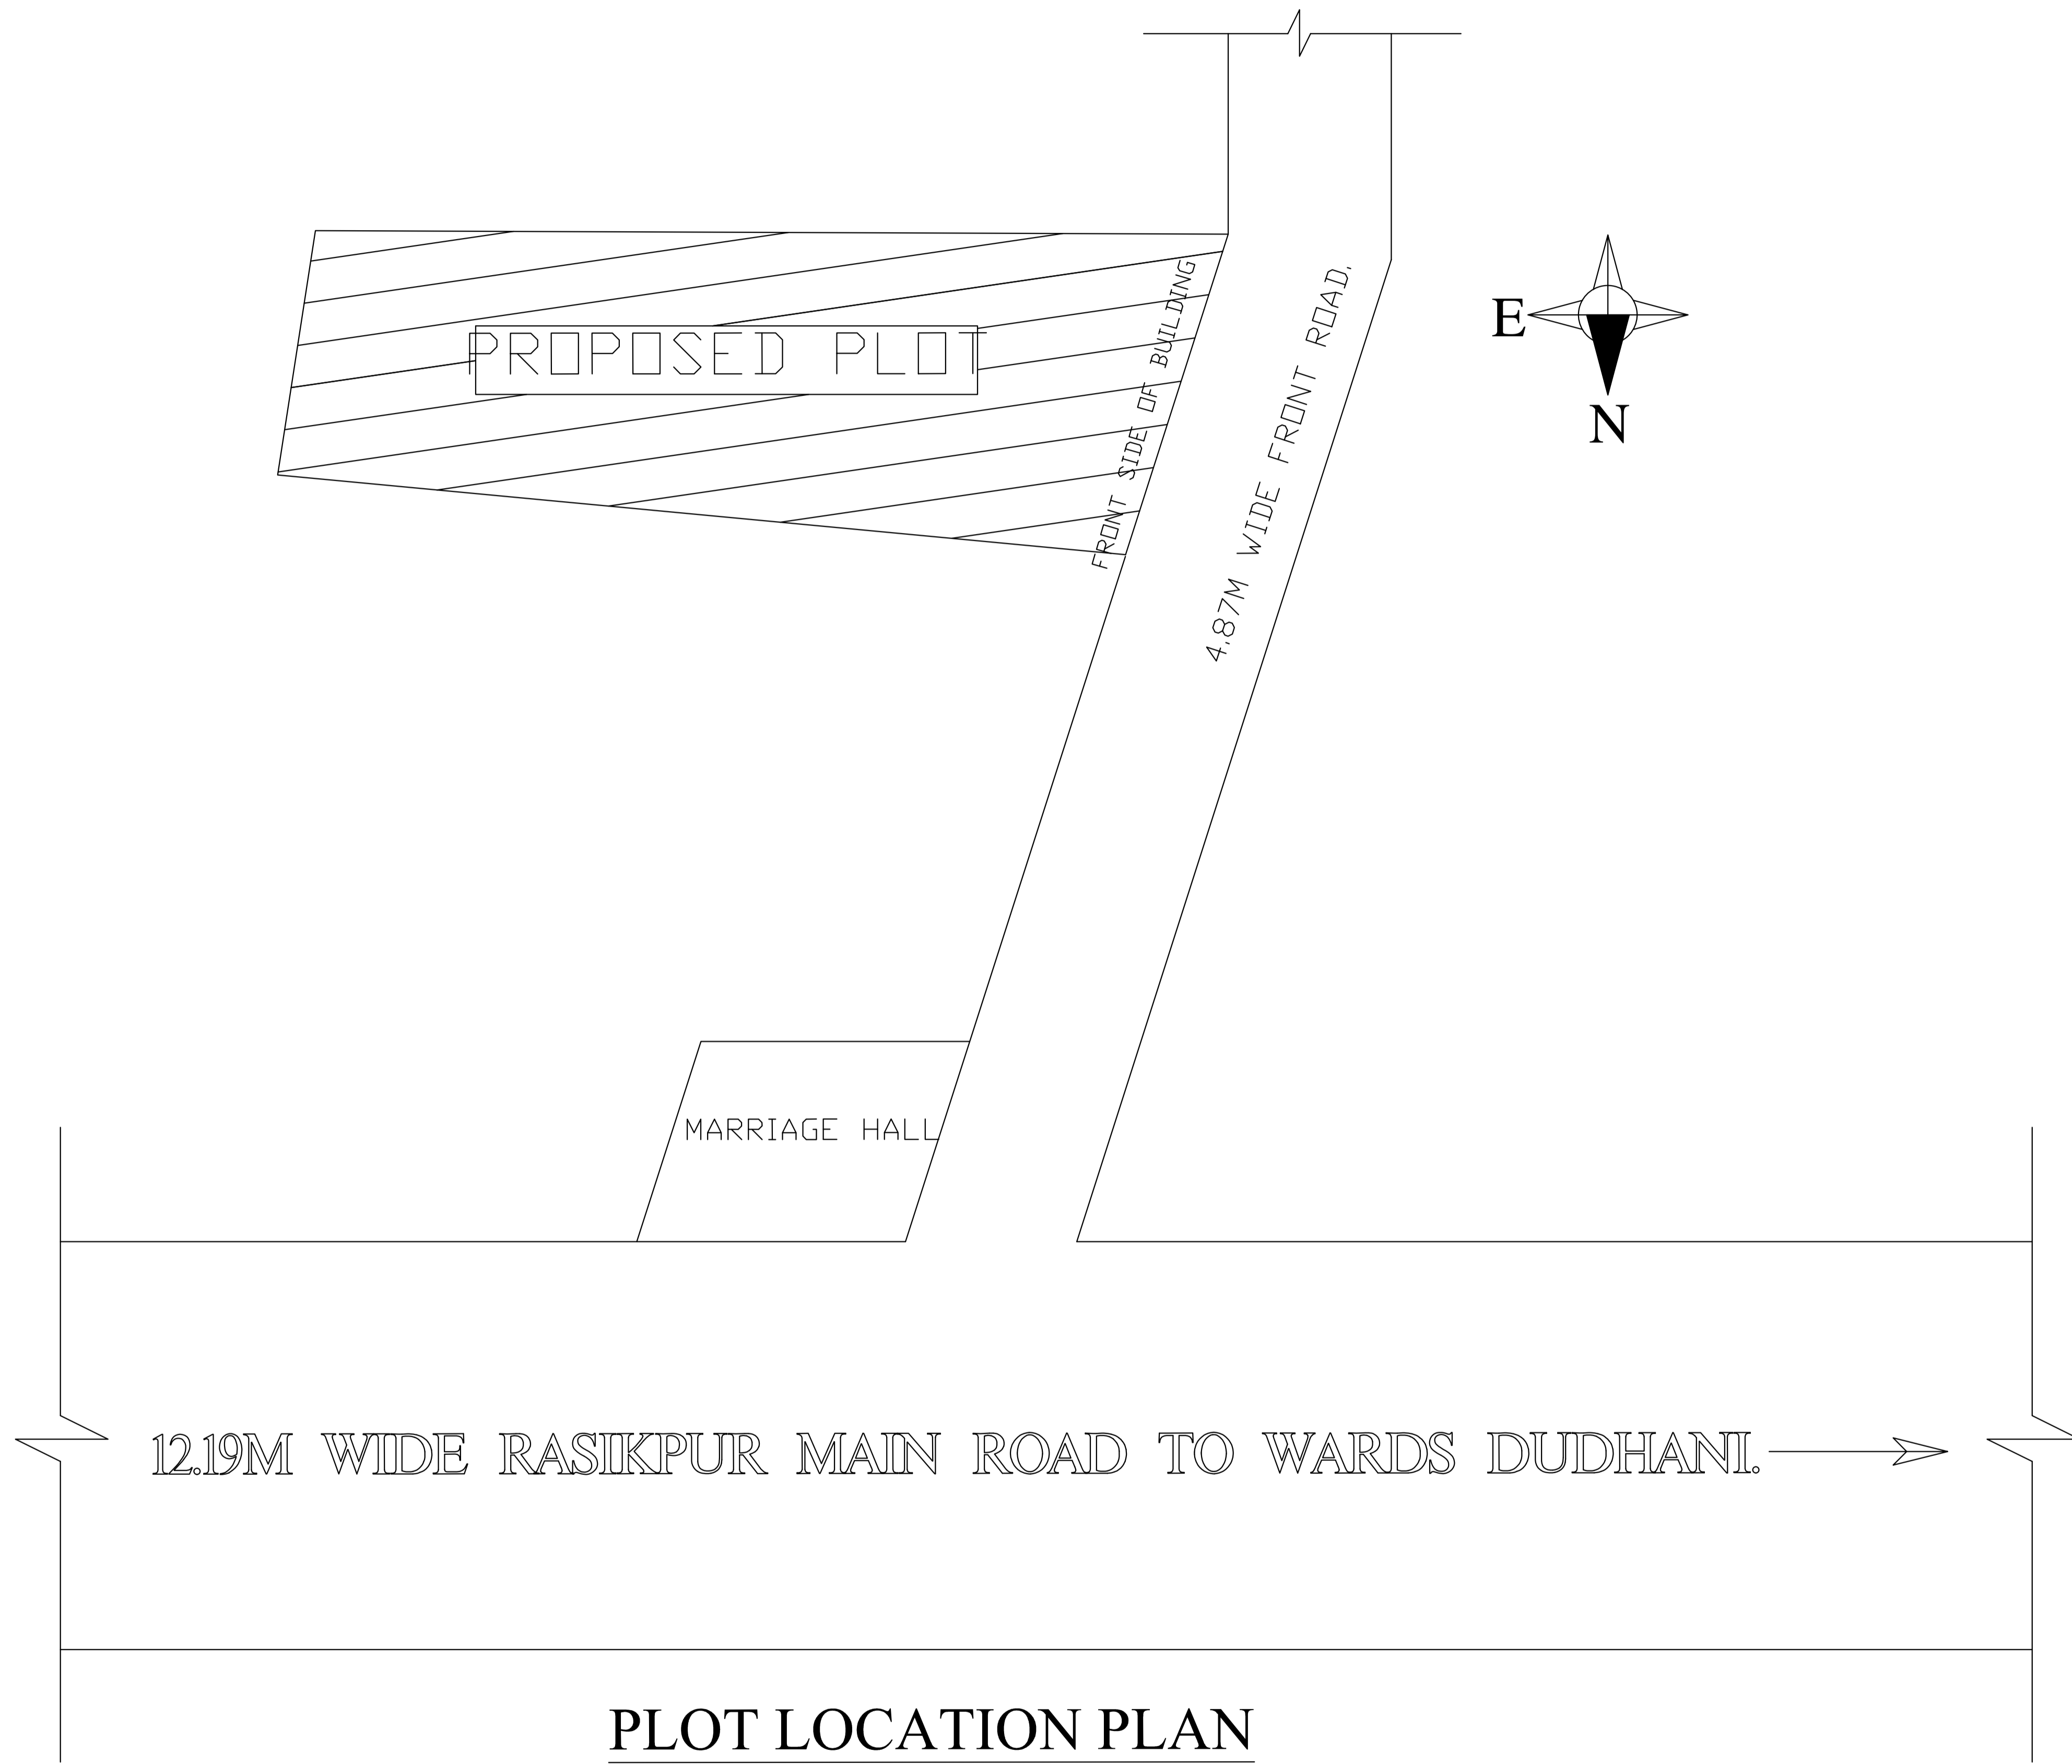 PROPOSED PLOT
FRONT SIDE OF BUILDING
4.87M WIDE FRONT ROAD.
E
N
MARRIAGE HALL
12.19M WIDE RASIKPUR MAIN ROAD TO WARDS DUDHANI.
PLOT LOCATION PLAN